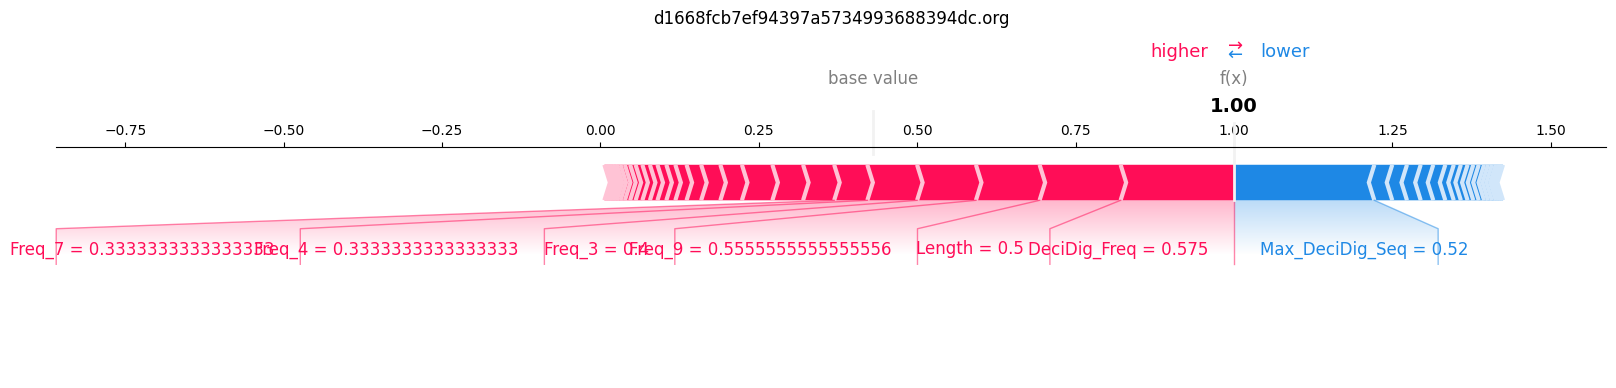 d1668fcb7ef94397a5734993688394dc.org
higher ⇄ lower
base value f(x)
1.00
−0.75 −0.50 −0.25 0.00 0.25 0.50 0.75 1.00 1.25 1.50
Freq_7 = 0.3333333333333333 Freq_4 = 0.3333333333333333 Freq_3 = 0.4 Freq_9 = 0.5555555555555556 Length = 0.5 DeciDig_Freq = 0.575 Max_DeciDig_Seq = 0.52